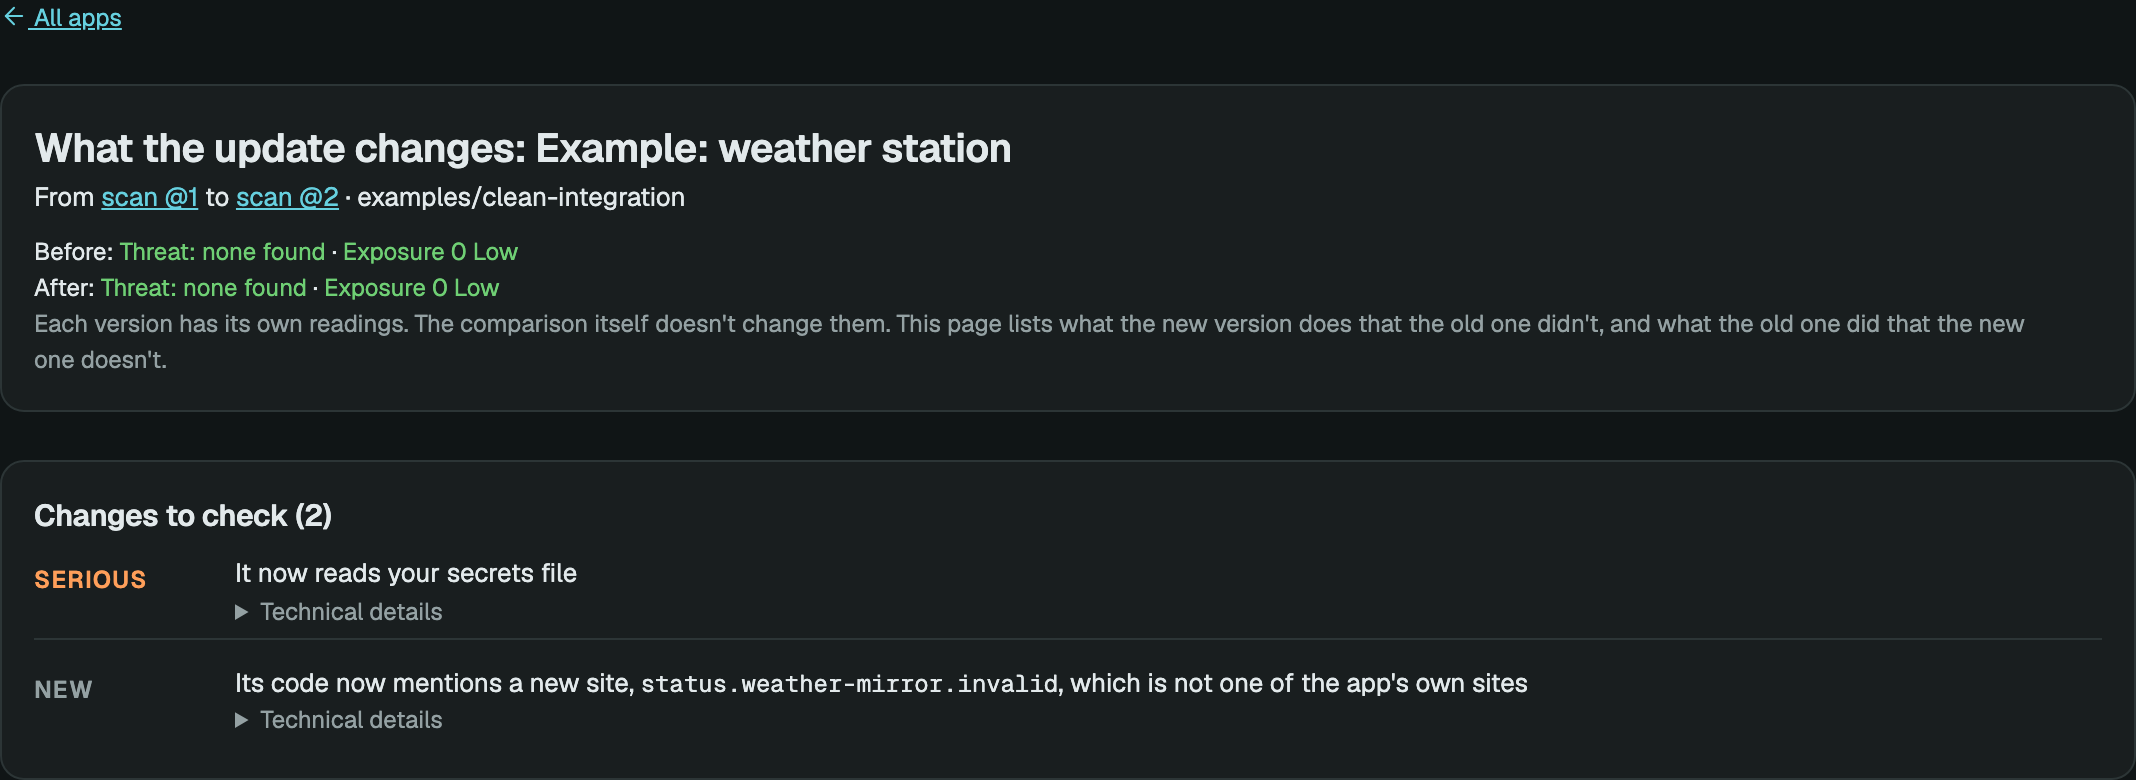 ← All apps
What the update changes: Example: weather station
From scan @1 to scan @2 · examples/clean-integration
Before: Threat: none found · Exposure 0 Low
After: Threat: none found · Exposure 0 Low
Each version has its own readings. The comparison itself doesn't change them. This page lists what the new version does that the old one didn't, and what the old one did that the new
one doesn't.
Changes to check (2)
SERIOUS It now reads your secrets file
▶ Technical details
NEW Its code now mentions a new site, status.weather-mirror.invalid, which is not one of the app's own sites
▶ Technical details